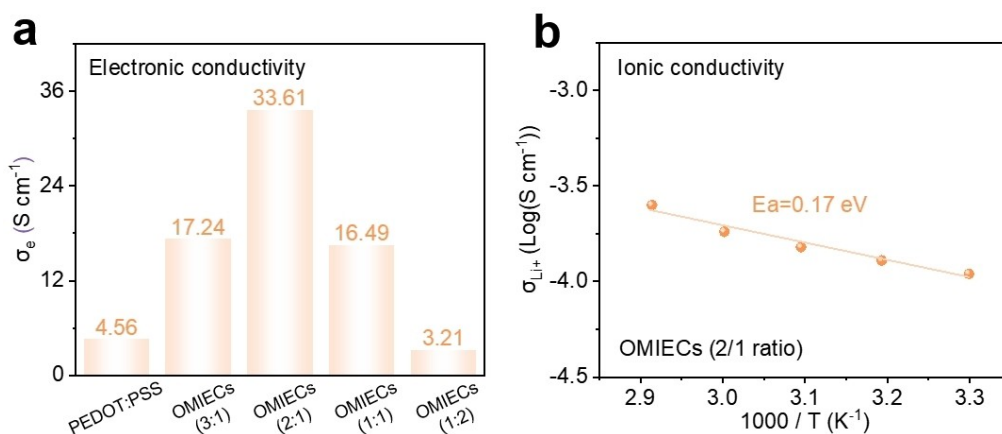 a
Electronic conductivity
σe (S cm-1)
36
24
12
0
4.56
17.24
33.61
16.49
3.21
PEDOT:PSS
OMIECs
(3:1)
OMIECs
(2:1)
OMIECs
(1:1)
OMIECs
(1:2)
b
Ionic conductivity
σLi+ (Log(S cm-1))
-3.0
-3.5
-4.0
-4.5
Ea=0.17 eV
OMIECs (2/1 ratio)
2.9 3.0 3.1 3.2 3.3
1000 / T (K-1)